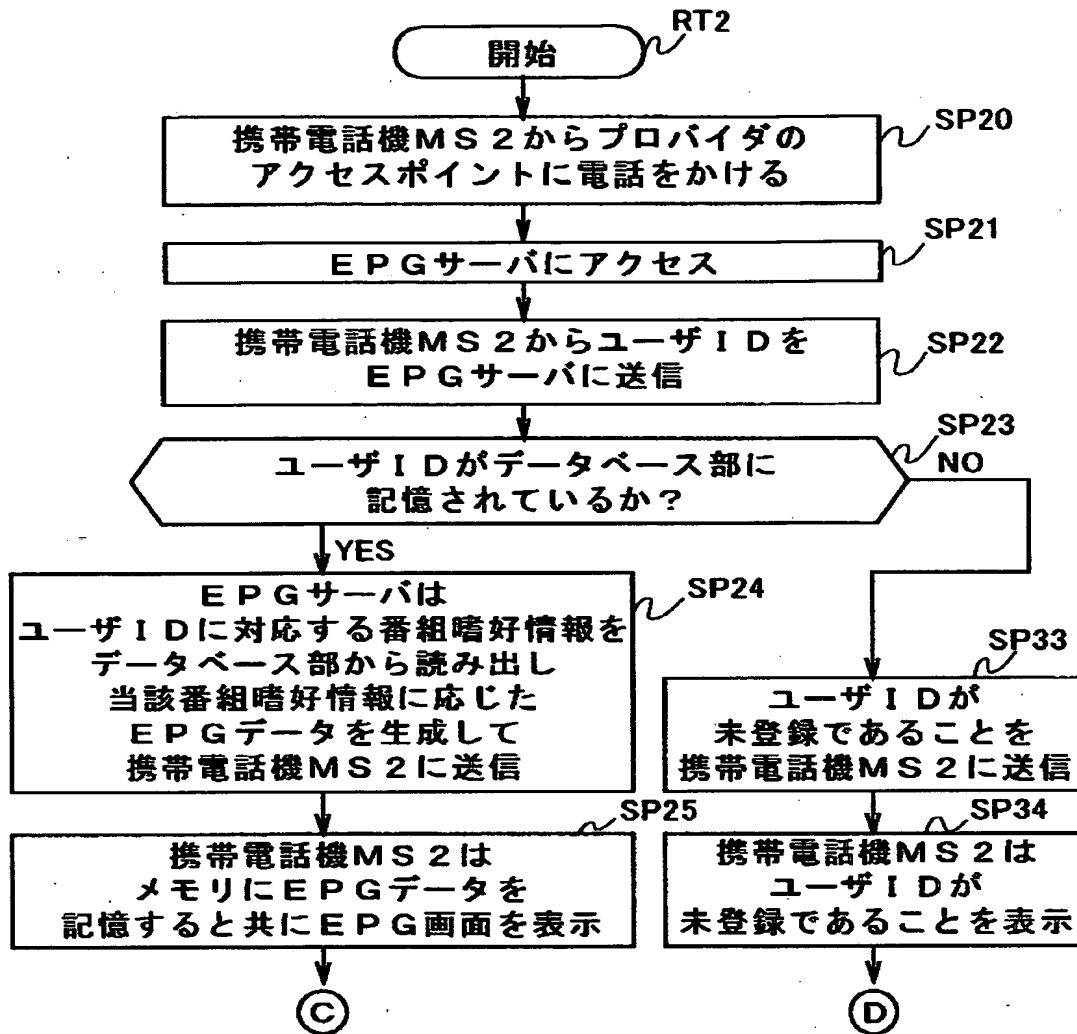 RT2
開始
SP20
携帯電話機MS2からプロバイダの
アクセスポイントに電話をかける
SP21
EPGサーバにアクセス
携帯電話機MS2からユーザIDを
EPGサーバに送信
SP22
SP23
ユーザIDがデータベース部に
記憶されているか?
NO
YES
EPGサーバは
ユーザIDに対応する番組嗜好情報を
データベース部から読み出し
当該番組嗜好情報に応じた
EPGデータを生成して
携帯電話機MS2に送信
SP24
SP33
ユーザIDが
未登録であることを
携帯電話機MS2に送信
SP25
携帯電話機MS2は
メモリにEPGデータを
記憶すると共にEPG画面を表示
SP34
携帯電話機MS2は
ユーザIDが
未登録であることを表示
C
D